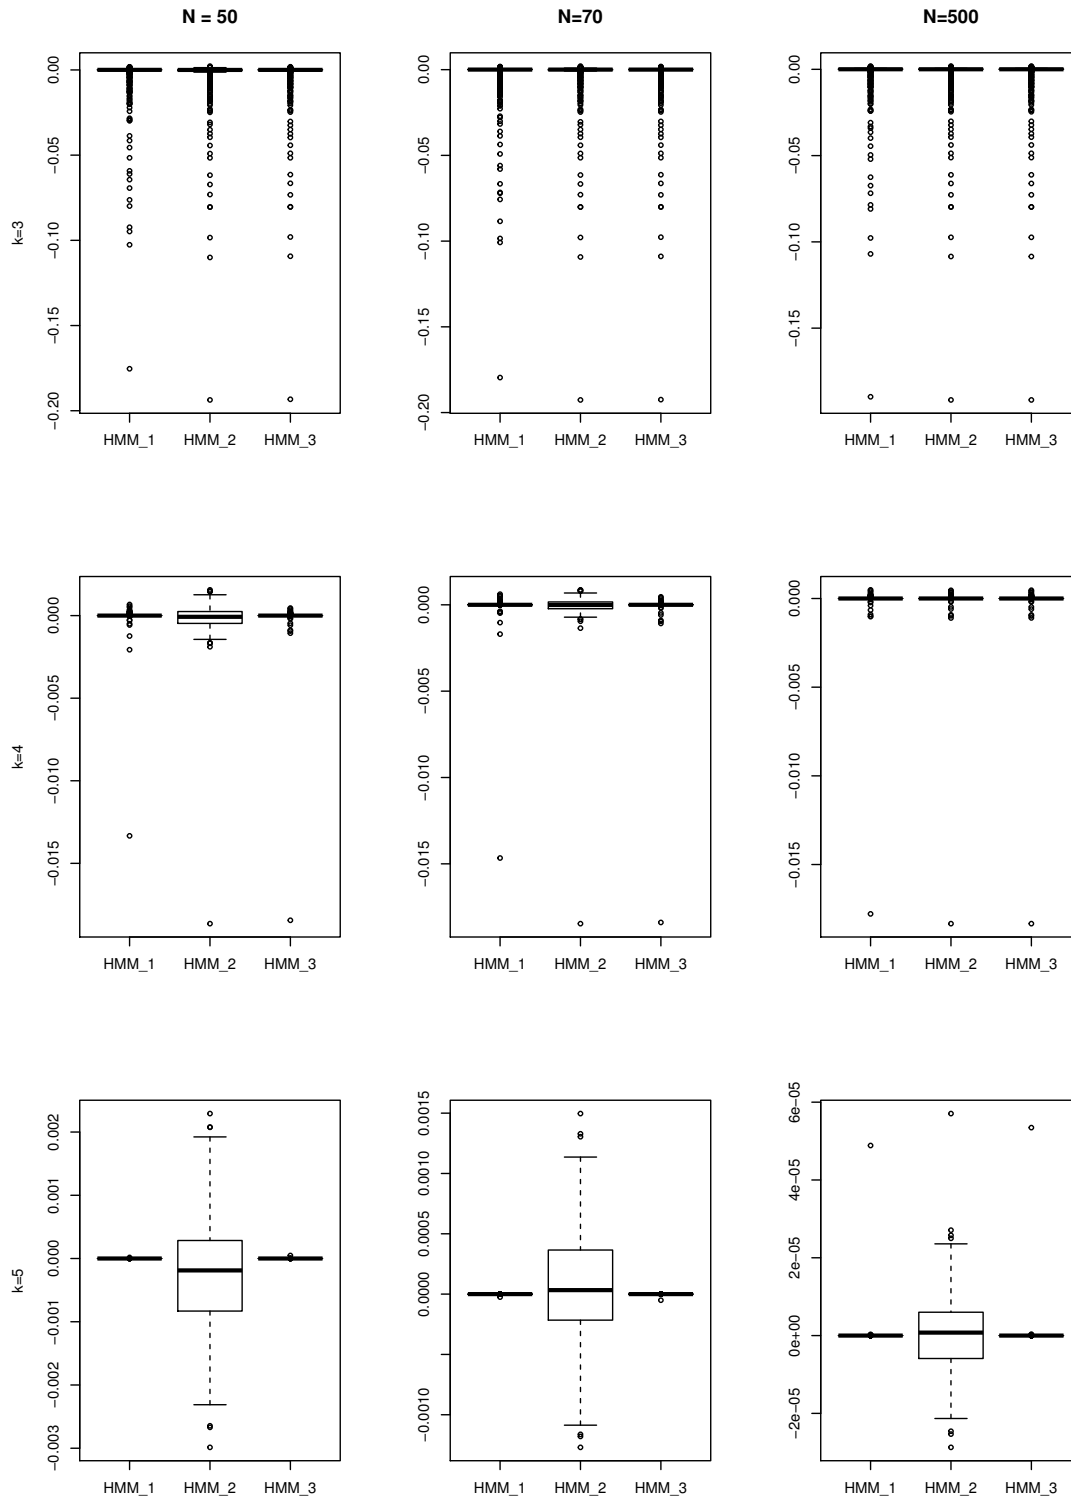 N = 50 N=70 N=500
k=3
0.00
−0.05
−0.10
−0.15
−0.20
HMM_1 HMM_2 HMM_3
0.00
−0.05
−0.10
−0.15
−0.20
HMM_1 HMM_2 HMM_3
0.00
−0.05
−0.10
−0.15
HMM_1 HMM_2 HMM_3
k=4
0.000
−0.005
−0.010
−0.015
HMM_1 HMM_2 HMM_3
0.000
−0.005
−0.010
−0.015
HMM_1 HMM_2 HMM_3
0.000
−0.005
−0.010
−0.015
HMM_1 HMM_2 HMM_3
k=5
0.002
0.001
0.000
−0.001
−0.002
−0.003
HMM_1 HMM_2 HMM_3
0.0015
0.0010
0.0005
0.0000
−0.0010
HMM_1 HMM_2 HMM_3
6e−05
4e−05
2e−05
0e+00
−2e−05
HMM_1 HMM_2 HMM_3